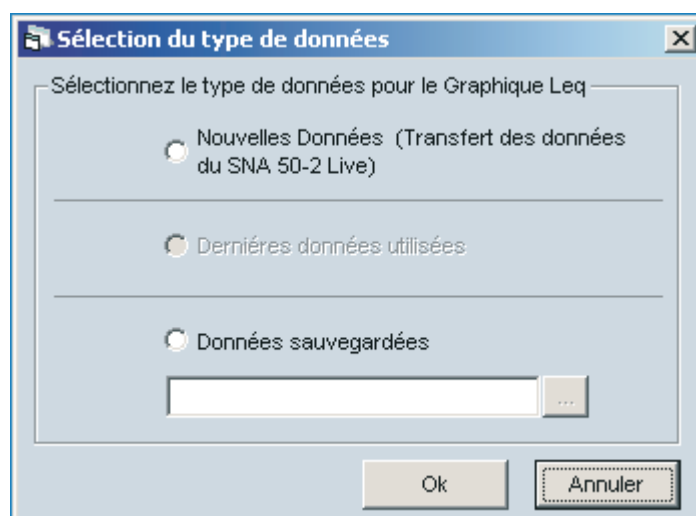 Sélection du type de données
Sélectionnez le type de données pour le Graphique Leq
Nouvelles Données (Transfert des données
du SNA 50-2 Live)
Derniéres données utilisées
Données sauvegardées
...
Ok
Annuler